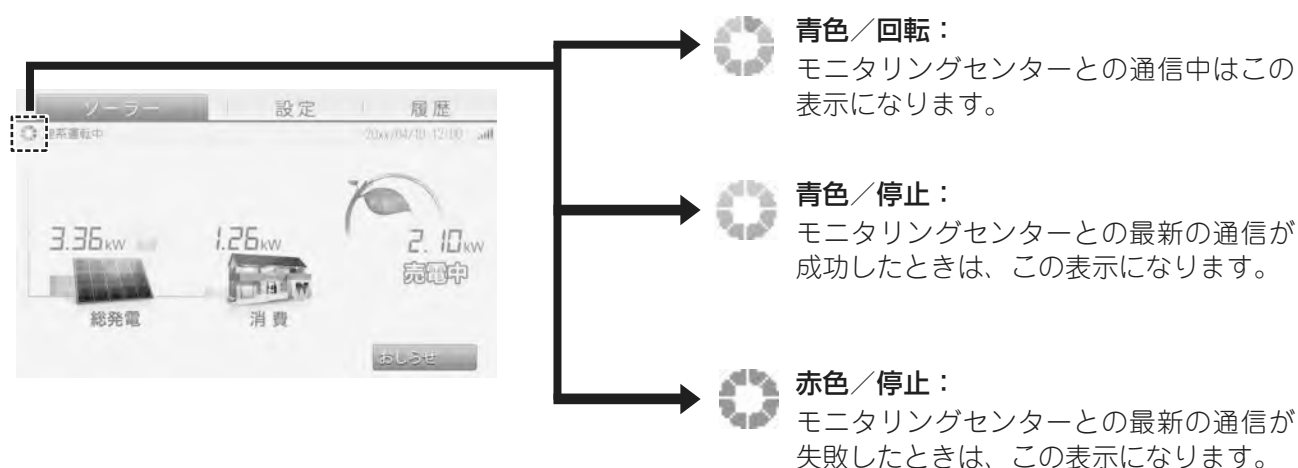 ソーラー
設定
履歴
系運転中
20xx/04/10 12:00
3.36kW
1.26kW
2.10kW
売電中
総発電
消費
おしらせ
青色／回転：
モニタリングセンターとの通信中はこの
表示になります。
青色／停止：
モニタリングセンターとの最新の通信が
成功したときは、この表示になります。
赤色／停止：
モニタリングセンターとの最新の通信が
失敗したときは、この表示になります。